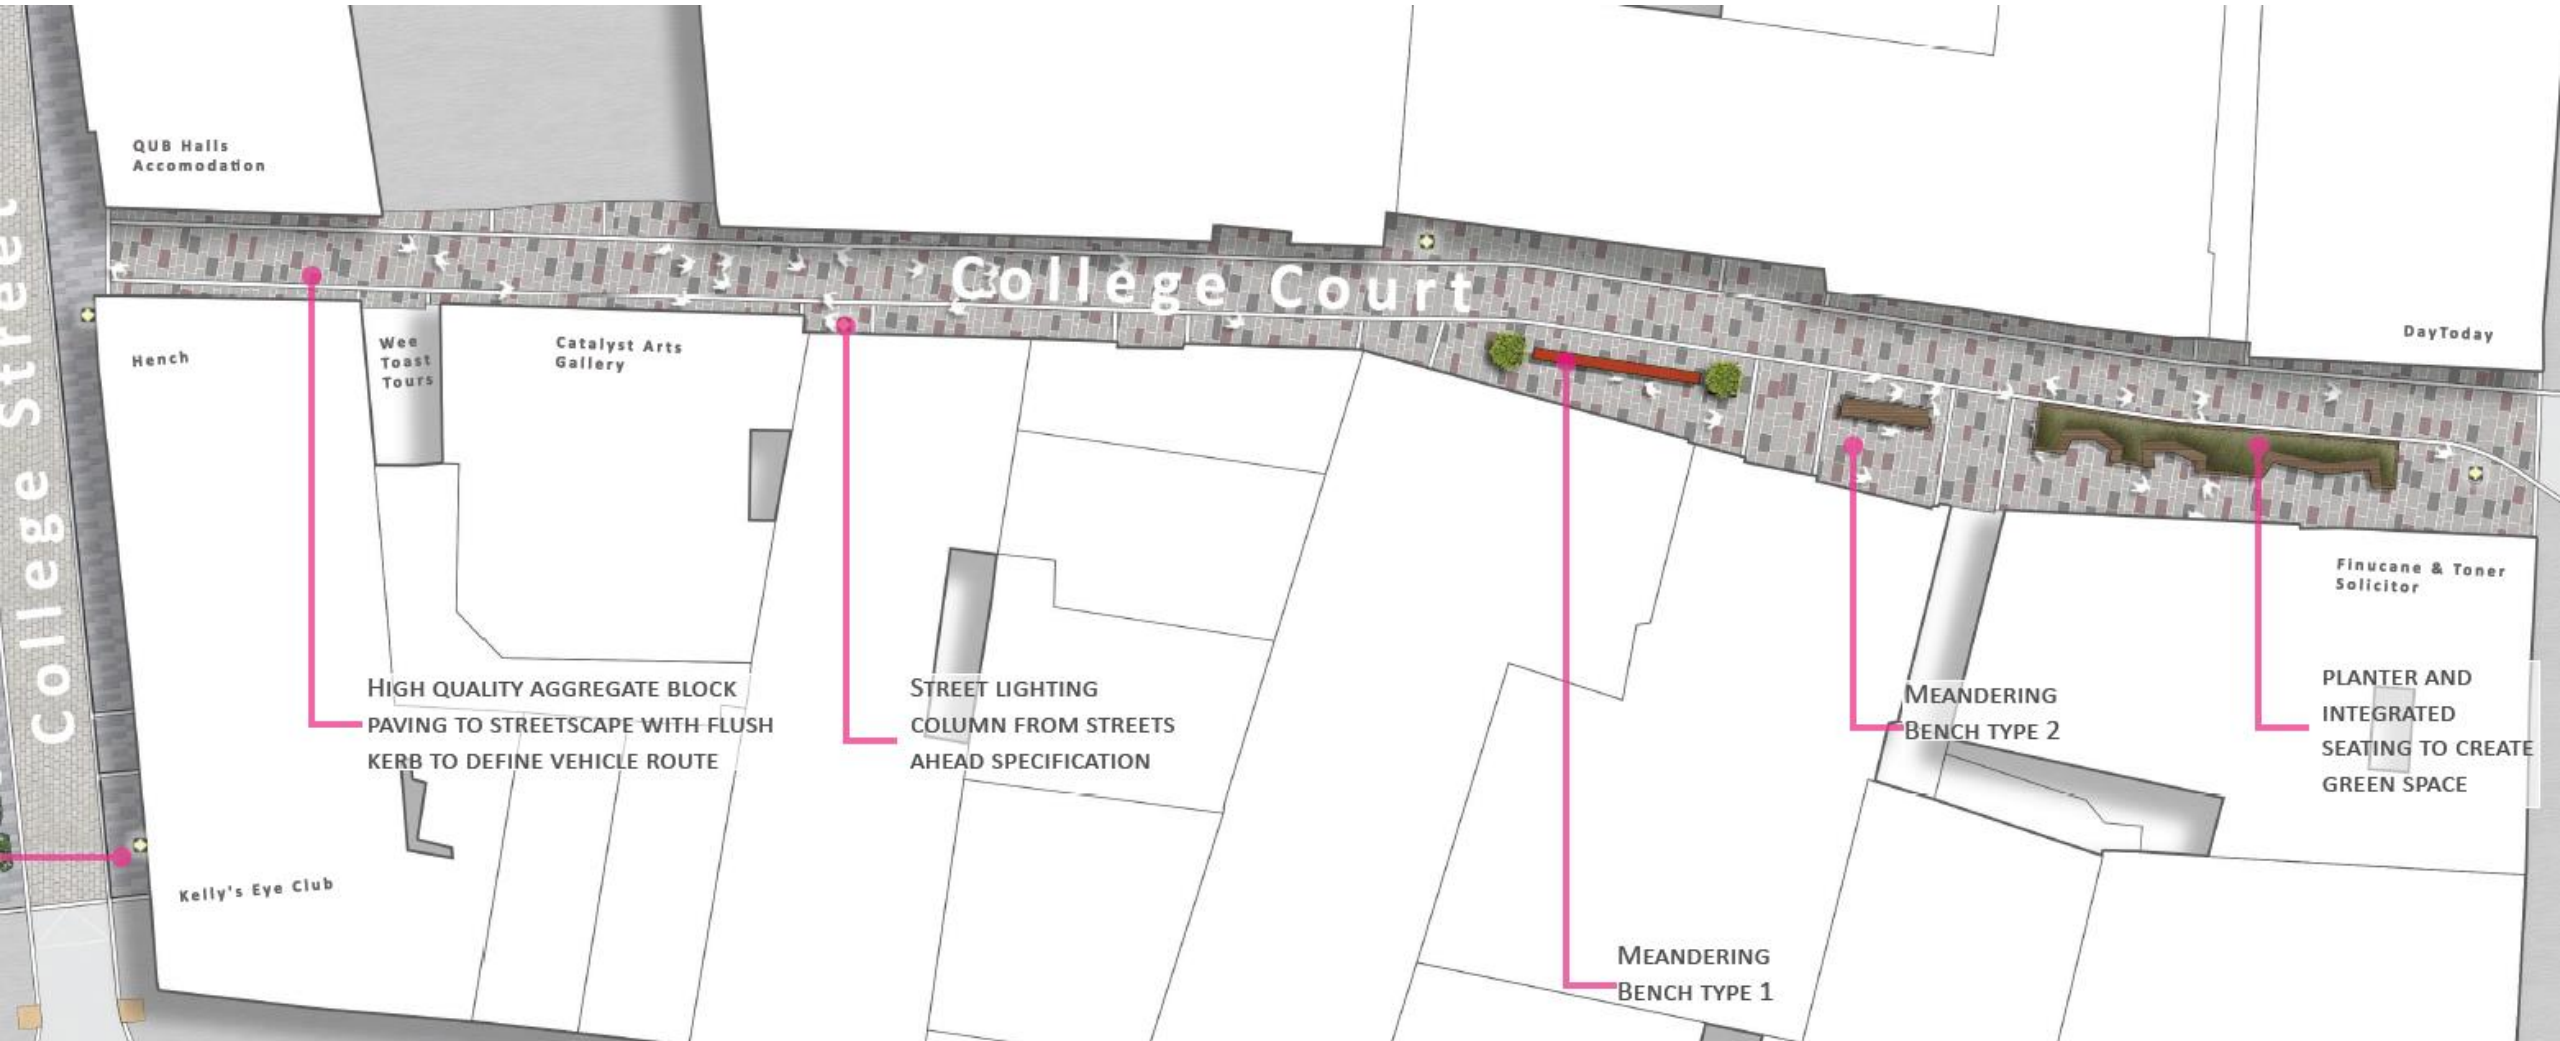 QUB Halls
Accomodation
College Street
College Court
Hench
Wee
Toast
Tours
Catalyst Arts
Gallery
DayToday
Finucane & Toner
Solicitor
HIGH QUALITY AGGREGATE BLOCK
PAVING TO STREETSCAPE WITH FLUSH
KERB TO DEFINE VEHICLE ROUTE
STREET LIGHTING
COLUMN FROM STREETS
AHEAD SPECIFICATION
MEANDERING
BENCH TYPE 2
PLANTER AND
INTEGRATED
SEATING TO CREATE
GREEN SPACE
Kelly's Eye Club
MEANDERING
BENCH TYPE 1